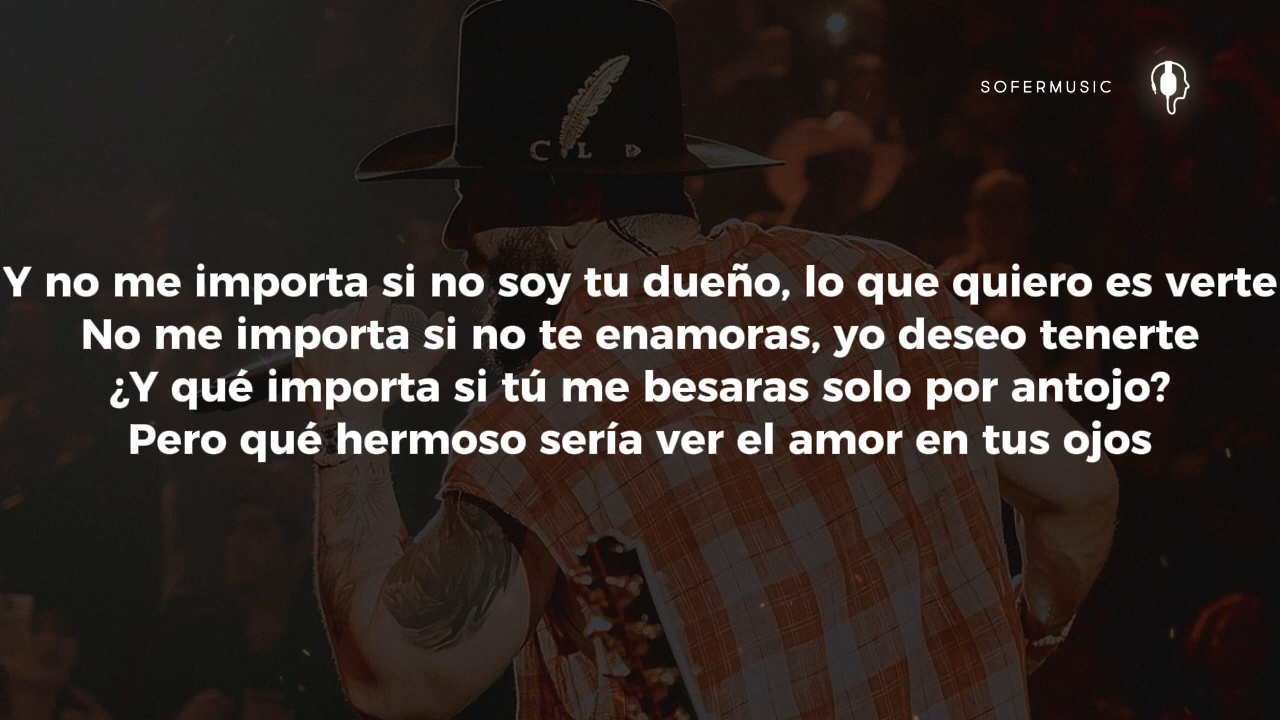 SOFERMUSIC
C L D
Y no me importa si no soy tu dueño, lo que quiero es verte
No me importa si no te enamoras, yo deseo tenerte
¿Y qué importa si tú me besaras solo por antojo?
Pero qué hermoso sería ver el amor en tus ojos